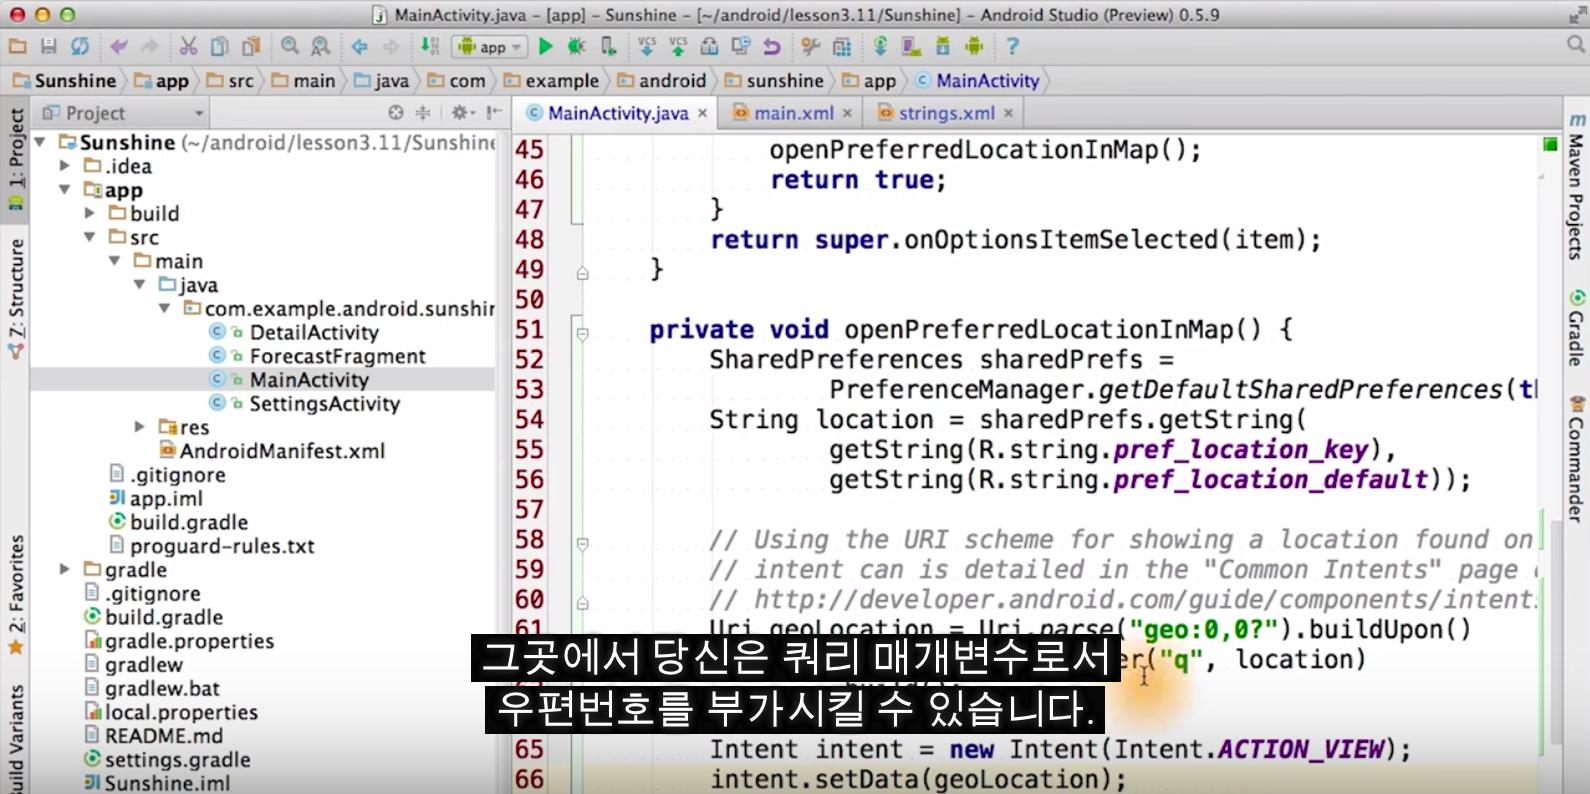 MainActivity.java – [app] – Sunshine – [~/android/lesson3.11/Sunshine] – Android Studio (Preview) 0.5.9
app
VCS VCS
Sunshine app src main java com example android sunshine app MainActivity
1: Project
7: Structure
2: Favorites
Build Variants
Project
Sunshine (~/android/lesson3.11/Sunshine
.idea
app
build
src
main
java
com.example.android.sunshin
DetailActivity
ForecastFragment
MainActivity
SettingsActivity
res
AndroidManifest.xml
.gitignore
app.iml
build.gradle
proguard-rules.txt
gradle
.gitignore
build.gradle
gradle.properties
gradlew
gradlew.bat
local.properties
README.md
settings.gradle
Sunshine.iml
MainActivity.java main.xml strings.xml
45 openPreferredLocationInMap();
46 return true;
47 }
48 return super.onOptionsItemSelected(item);
49 }
50
51 private void openPreferredLocationInMap() {
52 SharedPreferences sharedPrefs =
53 PreferenceManager.getDefaultSharedPreferences(th
54 String location = sharedPrefs.getString(
55 getString(R.string.pref_location_key),
56 getString(R.string.pref_location_default));
57
58 // Using the URI scheme for showing a location found on
59 // intent can is detailed in the "Common Intents" page
60 // http://developer.android.com/guide/components/intent
61 Uri geoLocation = Uri.parse("geo:0,0?").buildUpon()
er("q", location)
그곳에서 당신은 쿼리 매개변수로서
우편번호를 부가시킬 수 있습니다.
65 Intent intent = new Intent(Intent.ACTION_VIEW);
66 intent.setData(geoLocation);
Maven Projects
Gradle
Commander